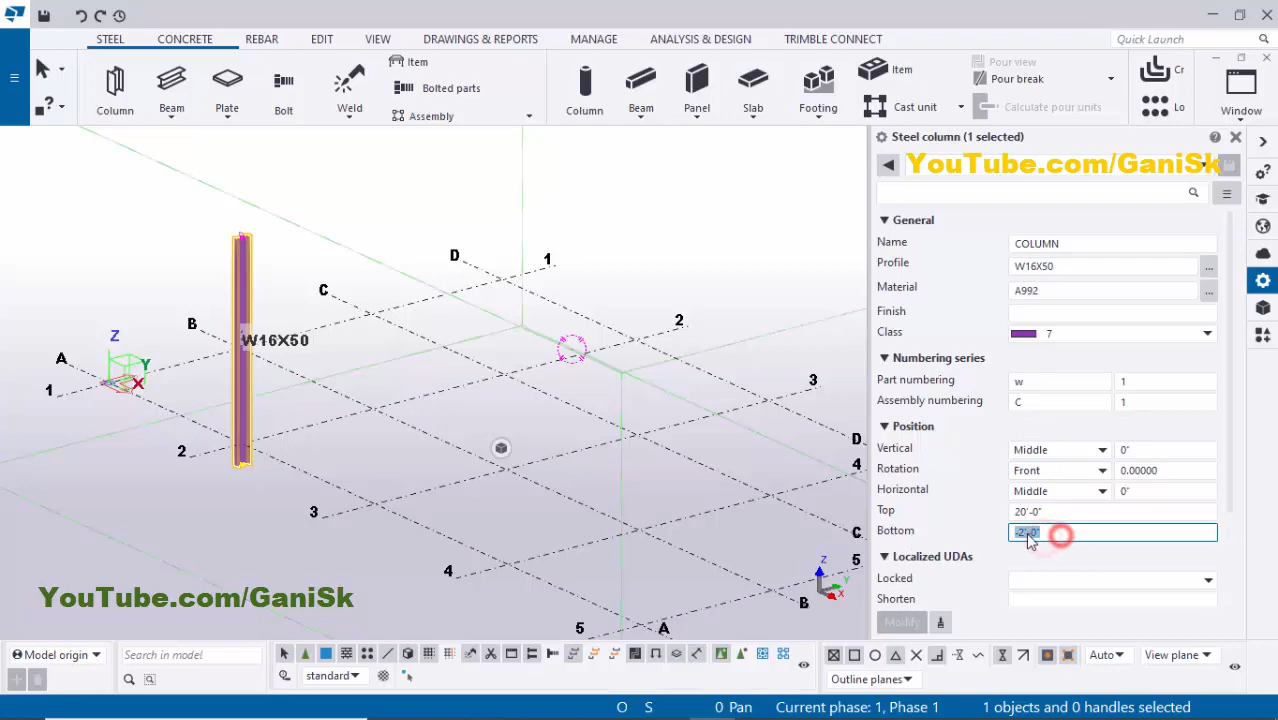 STEEL CONCRETE REBAR EDIT VIEW DRAWINGS & REPORTS MANAGE ANALYSIS & DESIGN TRIMBLE CONNECT Quick Launch
Item Item Pour view Cr
Bolted parts Pour break
Column Beam Plate Bolt Weld Assembly Column Beam Panel Slab Footing Cast unit Calculate pour units Lo Window
Steel column (1 selected)
YouTube.com/GaniSk
General
Name COLUMN
Profile W16X50 ...
Material A992 ...
Finish
Class 7
Numbering series
Part numbering w 1
Assembly numbering C 1
Position
Vertical Middle 0"
Rotation Front 0.00000
Horizontal Middle 0"
Top 20'-0"
Bottom -2'-0"
Localized UDAs
Locked
Shorten
Modify
D 1
C
B 2
W16X50
Z
A Y
1 X
3
D
2 4
3 C
Z
4 5
Y
X
B
5 A
YouTube.com/GaniSk
Model origin Search in model Auto View plane
standard Outline planes
O S 0 Pan Current phase: 1, Phase 1 1 objects and 0 handles selected